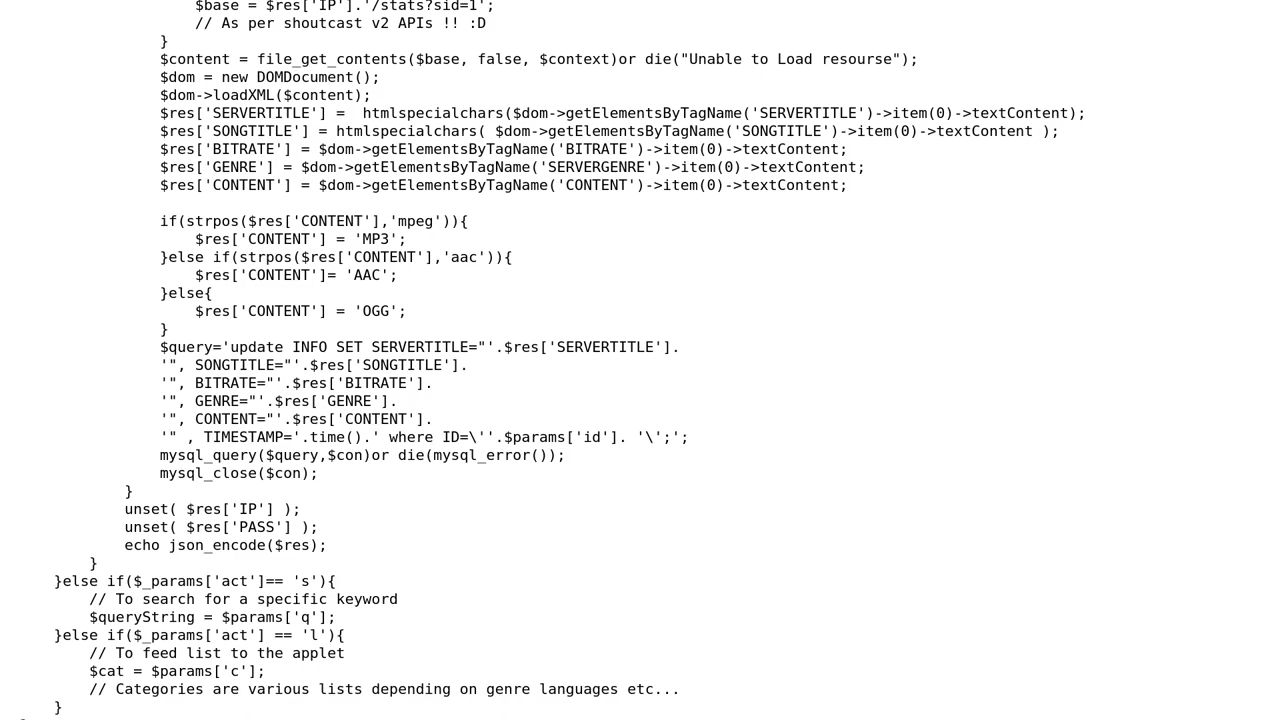 $base = $res['IP'].'/stats?sid=1';
// As per shoutcast v2 APIs !! :D
}
$content = file_get_contents($base, false, $context)or die("Unable to Load resourse");
$dom = new DOMDocument();
$dom->loadXML($content);
$res['SERVERTITLE'] =  htmlspecialchars($dom->getElementsByTagName('SERVERTITLE')->item(0)->textContent);
$res['SONGTITLE'] = htmlspecialchars( $dom->getElementsByTagName('SONGTITLE')->item(0)->textContent );
$res['BITRATE'] = $dom->getElementsByTagName('BITRATE')->item(0)->textContent;
$res['GENRE'] = $dom->getElementsByTagName('SERVERGENRE')->item(0)->textContent;
$res['CONTENT'] = $dom->getElementsByTagName('CONTENT')->item(0)->textContent;
if(strpos($res['CONTENT'],'mpeg')){
$res['CONTENT'] = 'MP3';
}else if(strpos($res['CONTENT'],'aac')){
$res['CONTENT']= 'AAC';
}else{
$res['CONTENT'] = 'OGG';
}
$query='update INFO SET SERVERTITLE="'.$res['SERVERTITLE'].
'", SONGTITLE="'.$res['SONGTITLE'].
'", BITRATE="'.$res['BITRATE'].
'", GENRE="'.$res['GENRE'].
'", CONTENT="'.$res['CONTENT'].
'" , TIMESTAMP='.time().' where ID=\''.$params['id']. '\';';
mysql_query($query,$con)or die(mysql_error());
mysql_close($con);
}
unset( $res['IP'] );
unset( $res['PASS'] );
echo json_encode($res);
}
}else if($_params['act']== 's'){
// To search for a specific keyword
$queryString = $params['q'];
}else if($_params['act'] == 'l'){
// To feed list to the applet
$cat = $params['c'];
// Categories are various lists depending on genre languages etc...
}